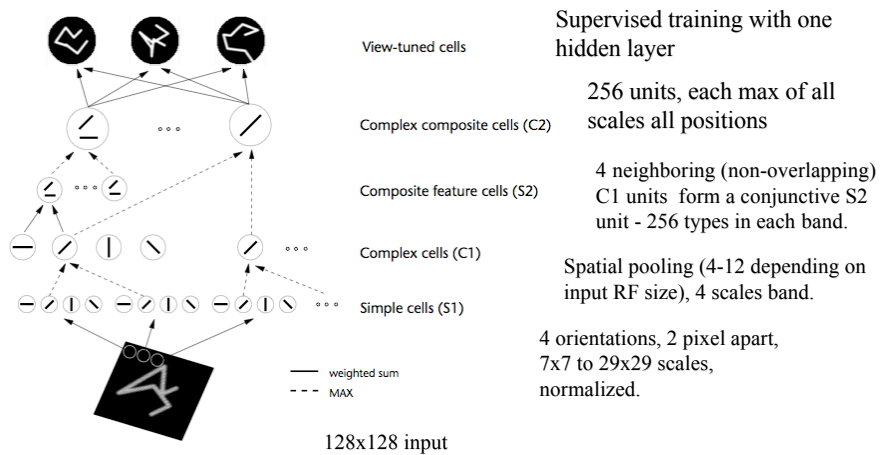 Supervised training with one
hidden layer
View-tuned cells
256 units, each max of all
scales all positions
Complex composite cells (C2)
4 neighboring (non-overlapping)
C1 units form a conjunctive S2
unit - 256 types in each band.
Composite feature cells (S2)
Complex cells (C1)
Spatial pooling (4-12 depending on
input RF size), 4 scales band.
Simple cells (S1)
4 orientations, 2 pixel apart,
7x7 to 29x29 scales,
normalized.
weighted sum
MAX
128x128 input